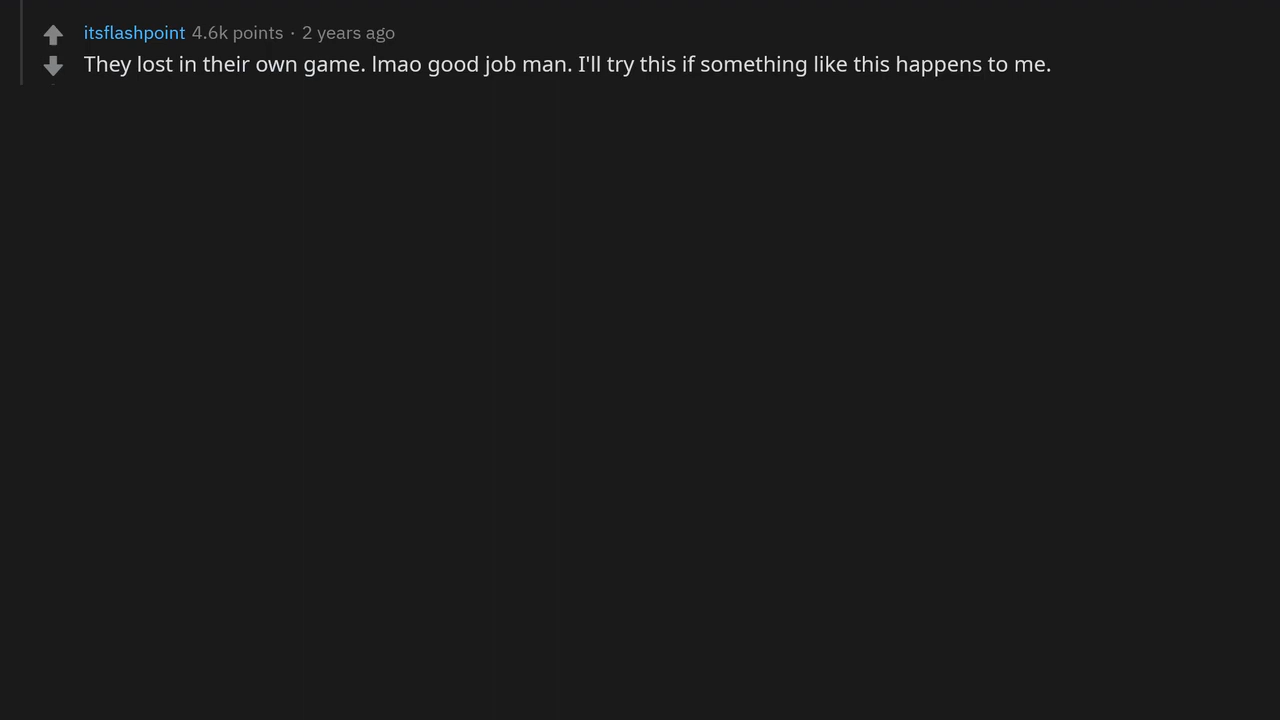 itsflashpoint 4.6k points · 2 years ago
They lost in their own game. lmao good job man. I'll try this if something like this happens to me.